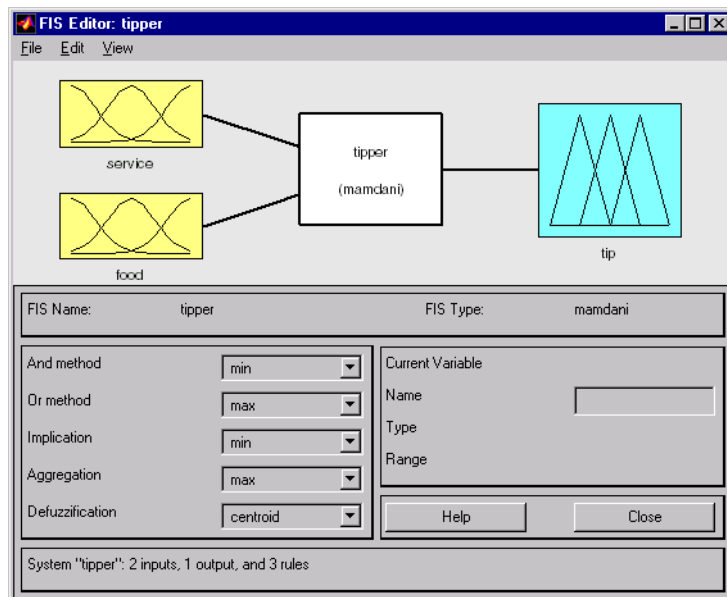 FIS Editor: tipper
File Edit View
service
food
tipper
(mamdani)
tip
FIS Name: tipper FIS Type: mamdani
And method min
Or method max
Implication min
Aggregation max
Defuzzification centroid
Current Variable
Name
Type
Range
Help Close
System "tipper": 2 inputs, 1 output, and 3 rules